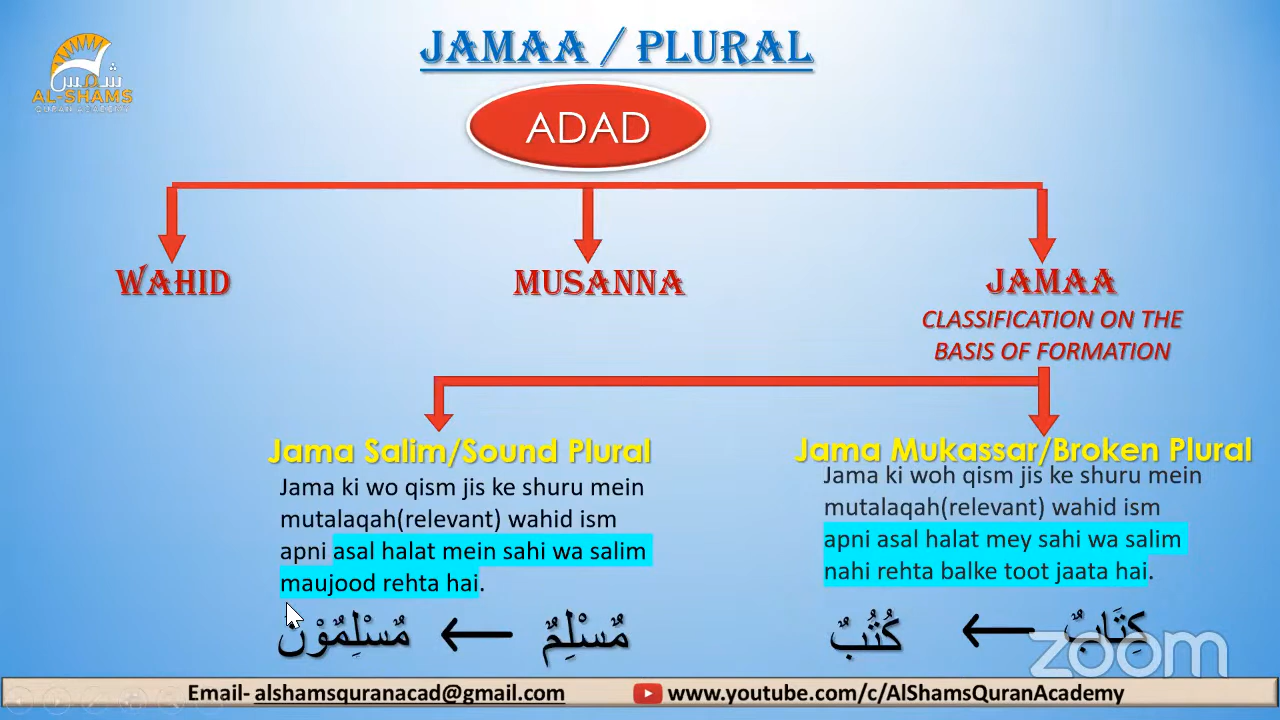 JAMAA / PLURAL
شمس
AL-SHAMS
QURAN ACADEMY
ADAD
WAHID
MUSANNA
JAMAA
CLASSIFICATION ON THE
BASIS OF FORMATION
Jama Salim/Sound Plural
Jama ki wo qism jis ke shuru mein
mutalaqah(relevant) wahid ism
apni asal halat mein sahi wa salim
maujood rehta hai.
مُسْلِمٌ ← مُسْلِمُوْنَ
Jama Mukassar/Broken Plural
Jama ki woh qism jis ke shuru mein
mutalaqah(relevant) wahid ism
apni asal halat mey sahi wa salim
nahi rehta balke toot jaata hai.
كِتَابٌ ← كُتُبٌ
zoom
Email- alshamsquranacad@gmail.com
www.youtube.com/c/AlShamsQuranAcademy